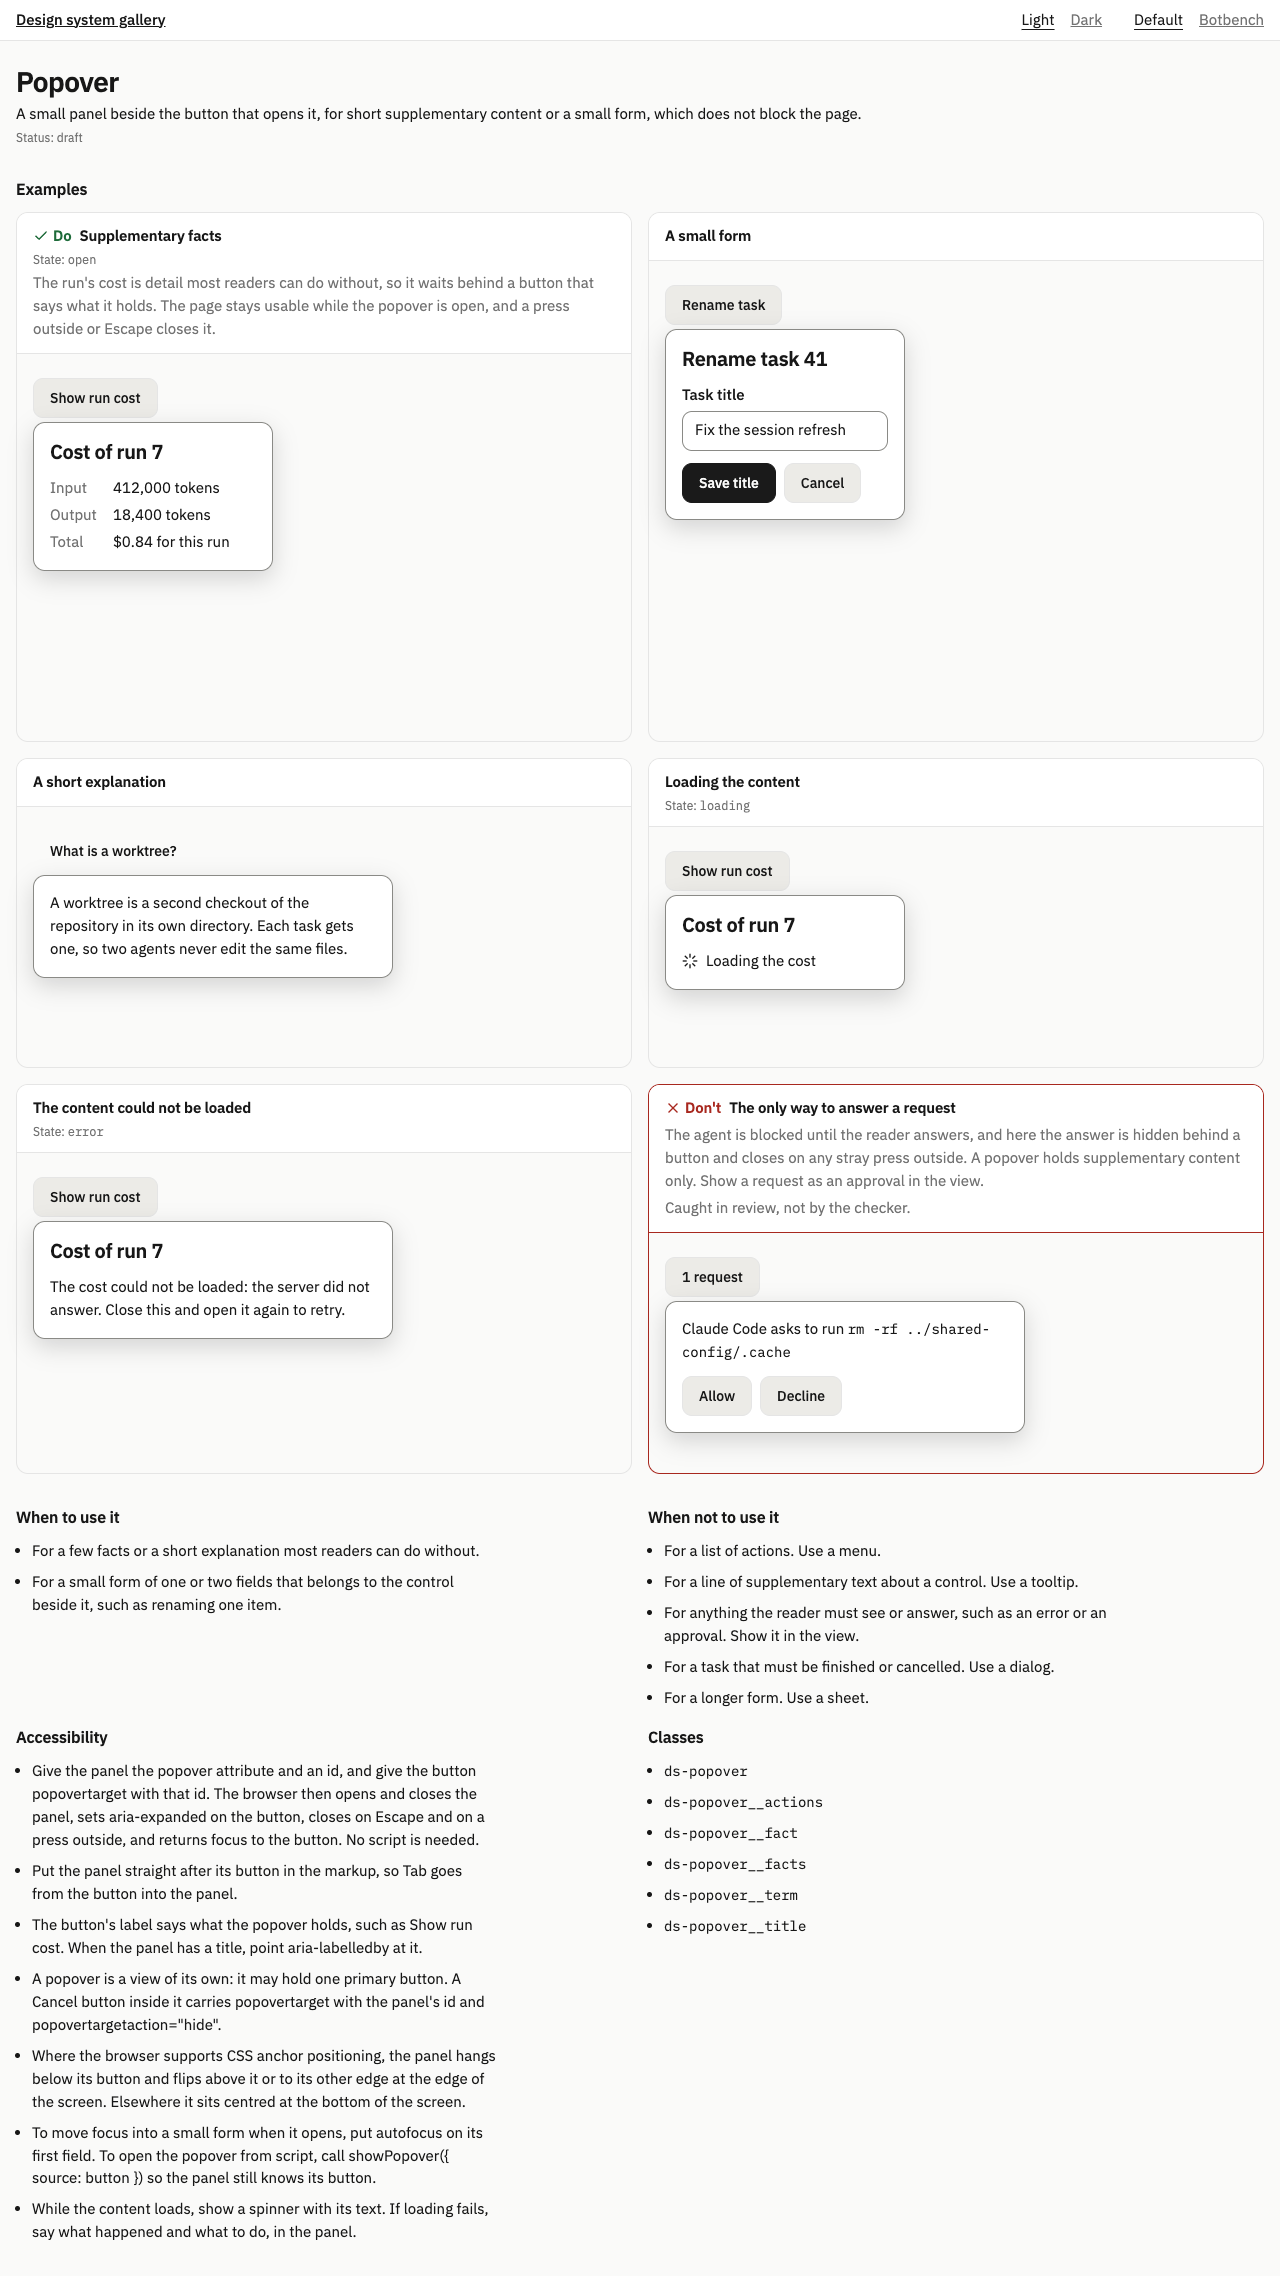 Design system gallery
Light Dark Default Botbench
Popover
A small panel beside the button that opens it, for short supplementary content or a small form, which does not block the page.
Status: draft
Examples
Do Supplementary facts
State: open
The run's cost is detail most readers can do without, so it waits behind a button that
says what it holds. The page stays usable while the popover is open, and a press
outside or Escape closes it.
Show run cost
Cost of run 7
Input 412,000 tokens
Output 18,400 tokens
Total $0.84 for this run
A small form
Rename task
Rename task 41
Task title
Fix the session refresh
Save title Cancel
A short explanation
What is a worktree?
A worktree is a second checkout of the
repository in its own directory. Each task gets
one, so two agents never edit the same files.
Loading the content
State: loading
Show run cost
Cost of run 7
Loading the cost
The content could not be loaded
State: error
Show run cost
Cost of run 7
The cost could not be loaded: the server did not
answer. Close this and open it again to retry.
Don't The only way to answer a request
The agent is blocked until the reader answers, and here the answer is hidden behind a
button and closes on any stray press outside. A popover holds supplementary content
only. Show a request as an approval in the view.
Caught in review, not by the checker.
1 request
Claude Code asks to run rm -rf ../shared-
config/.cache
Allow Decline
When to use it
For a few facts or a short explanation most readers can do without.
For a small form of one or two fields that belongs to the control
beside it, such as renaming one item.
When not to use it
For a list of actions. Use a menu.
For a line of supplementary text about a control. Use a tooltip.
For anything the reader must see or answer, such as an error or an
approval. Show it in the view.
For a task that must be finished or cancelled. Use a dialog.
For a longer form. Use a sheet.
Accessibility
Give the panel the popover attribute and an id, and give the button
popovertarget with that id. The browser then opens and closes the
panel, sets aria-expanded on the button, closes on Escape and on a
press outside, and returns focus to the button. No script is needed.
Put the panel straight after its button in the markup, so Tab goes
from the button into the panel.
The button's label says what the popover holds, such as Show run
cost. When the panel has a title, point aria-labelledby at it.
A popover is a view of its own: it may hold one primary button. A
Cancel button inside it carries popovertarget with the panel's id and
popovertargetaction="hide".
Where the browser supports CSS anchor positioning, the panel hangs
below its button and flips above it or to its other edge at the edge of
the screen. Elsewhere it sits centred at the bottom of the screen.
To move focus into a small form when it opens, put autofocus on its
first field. To open the popover from script, call showPopover({
source: button }) so the panel still knows its button.
While the content loads, show a spinner with its text. If loading fails,
say what happened and what to do, in the panel.
Classes
ds-popover
ds-popover__actions
ds-popover__fact
ds-popover__facts
ds-popover__term
ds-popover__title